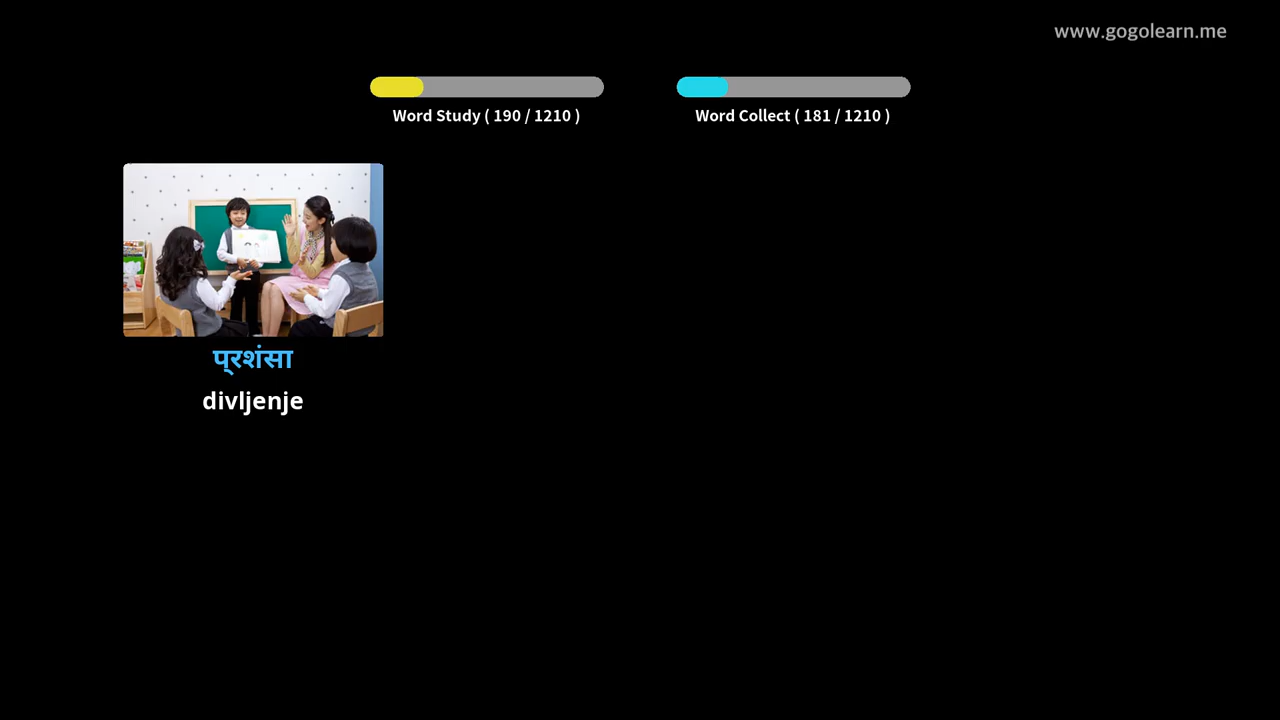 www.gogolearn.me
Word Study ( 190 / 1210 )
Word Collect ( 181 / 1210 )
प्रशंसा
divljenje